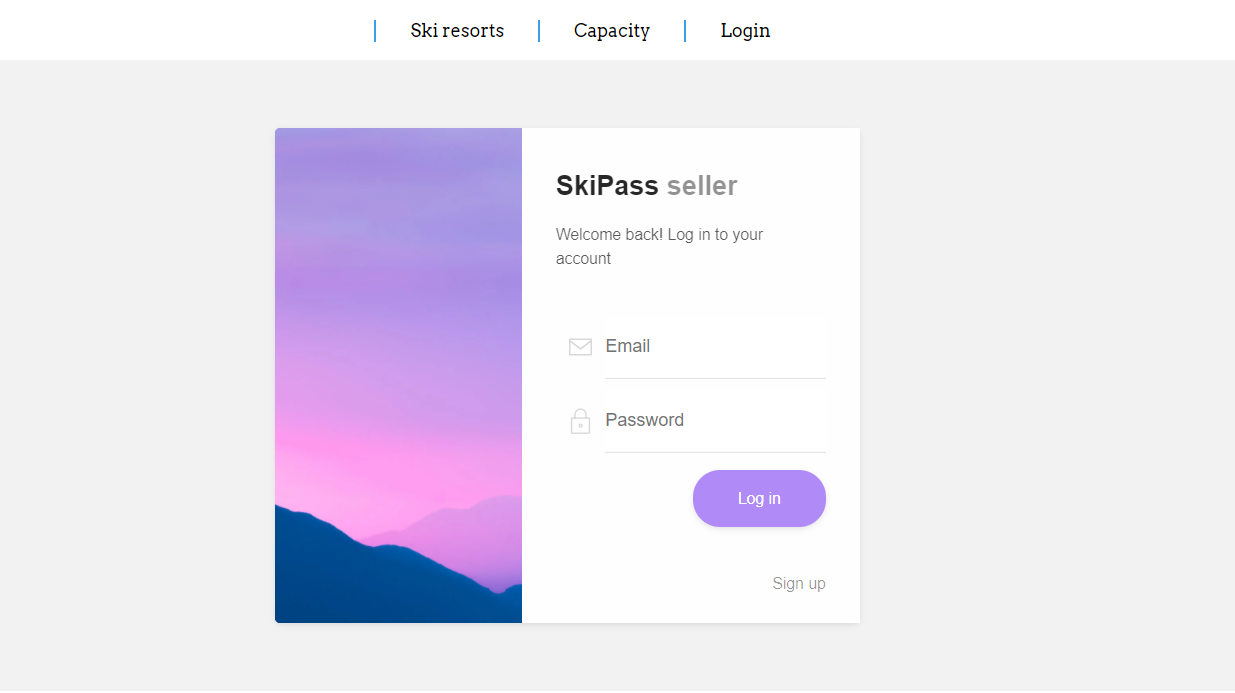 Ski resorts
Capacity
Login
SkiPass seller
Welcome back! Log in to your
account
Email
Password
Log in
Sign up